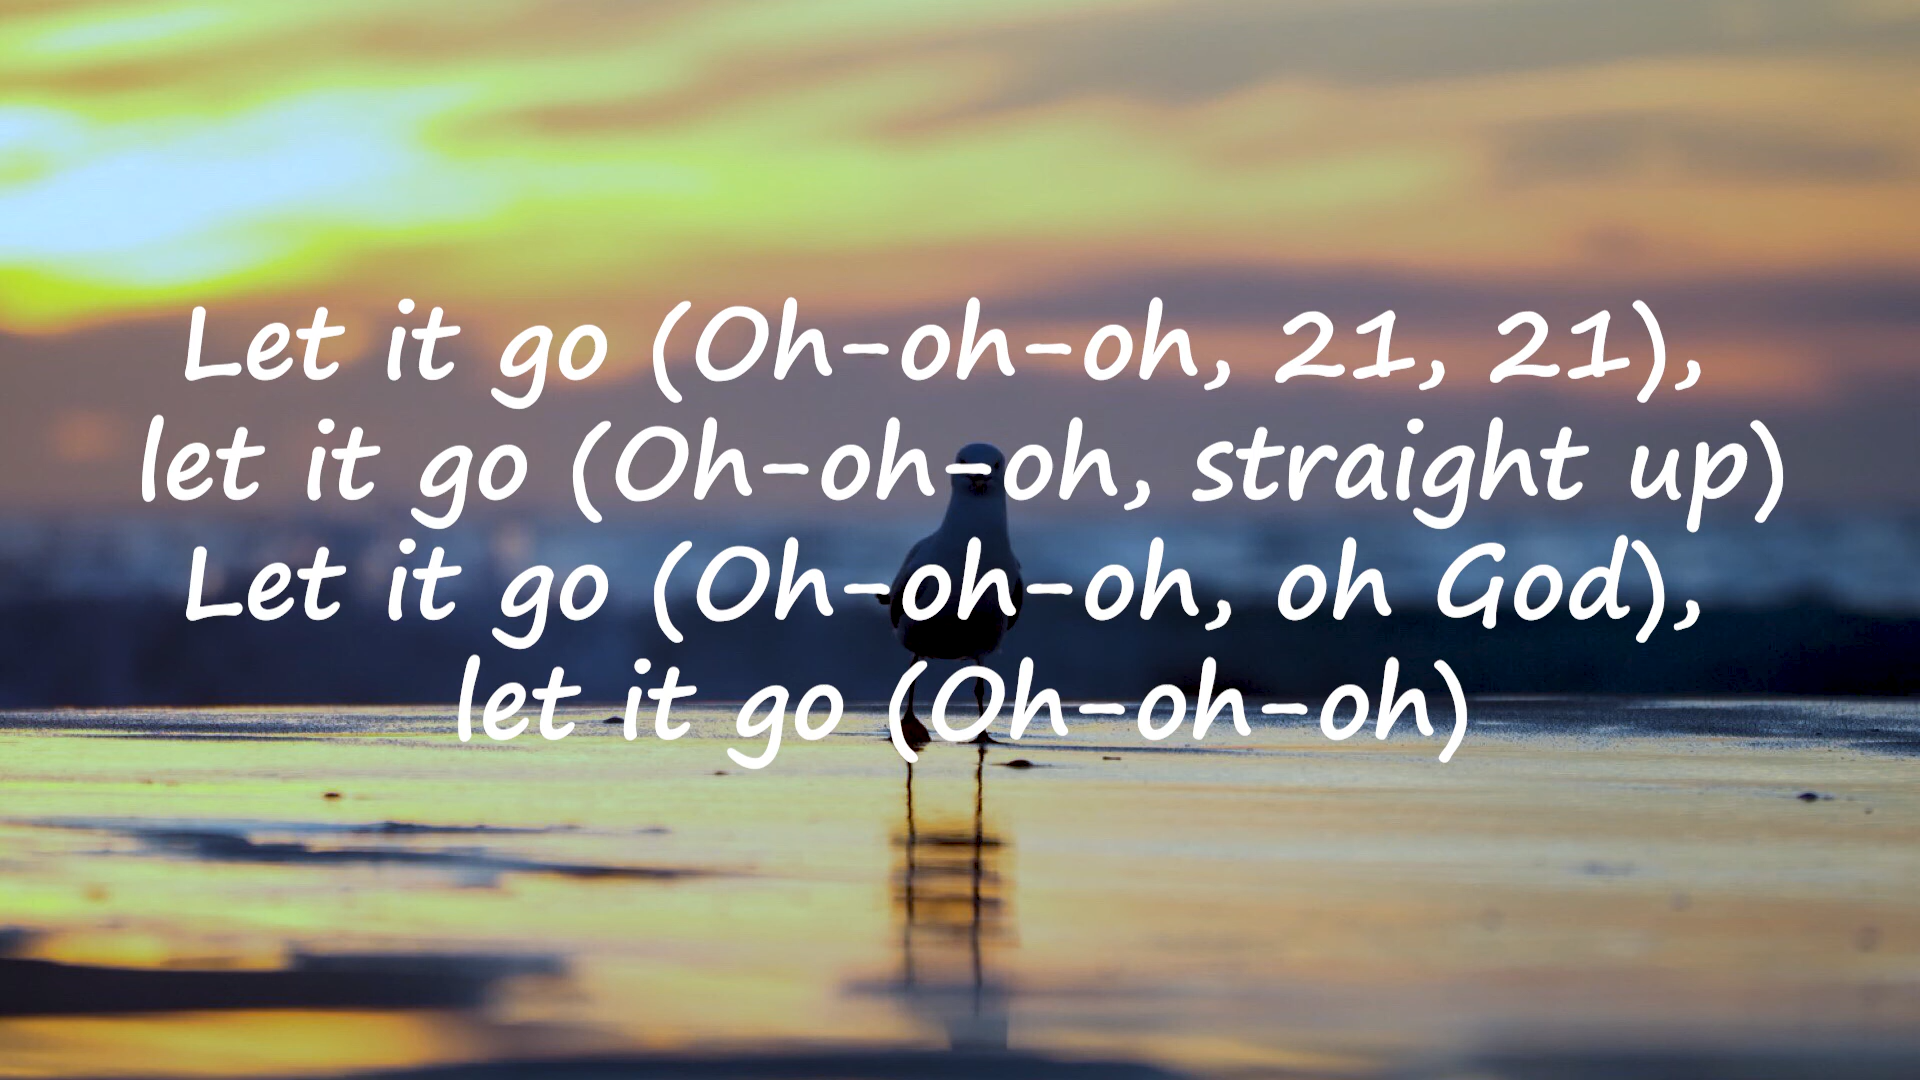 Let it go (Oh-oh-oh, 21, 21),
let it go (Oh-oh-oh, straight up)
Let it go (Oh-oh-oh, oh God),
let it go (Oh-oh-oh)